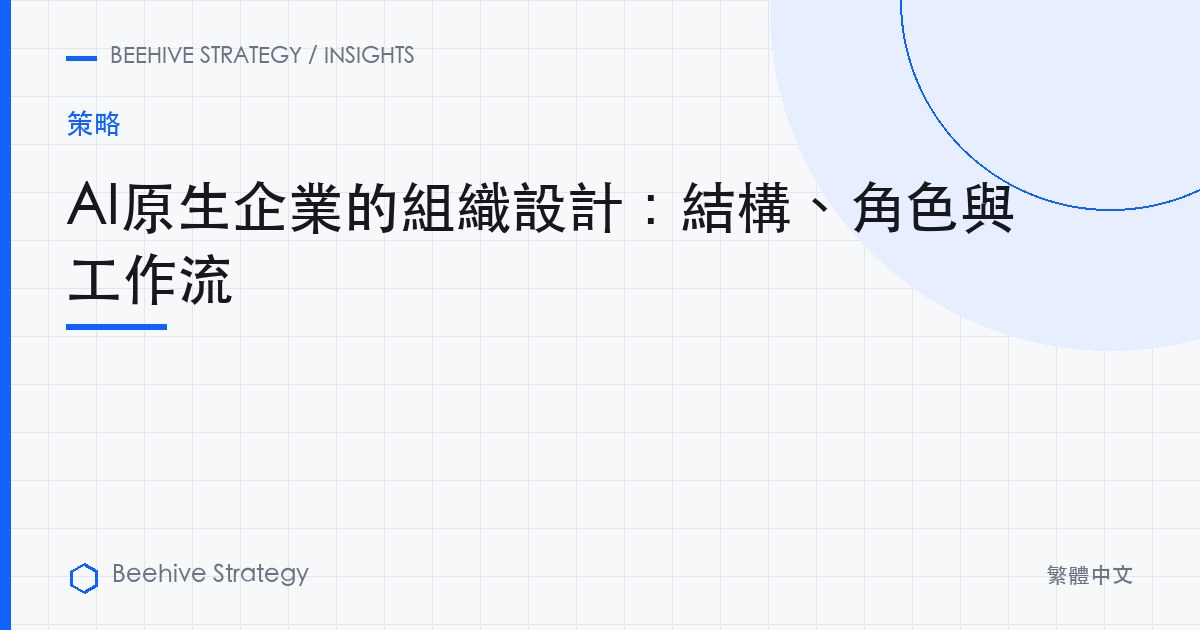 BEEHIVE STRATEGY / INSIGHTS
策略
AI原生企業的組織設計：結構、角色與
工作流
Beehive Strategy
繁體中文